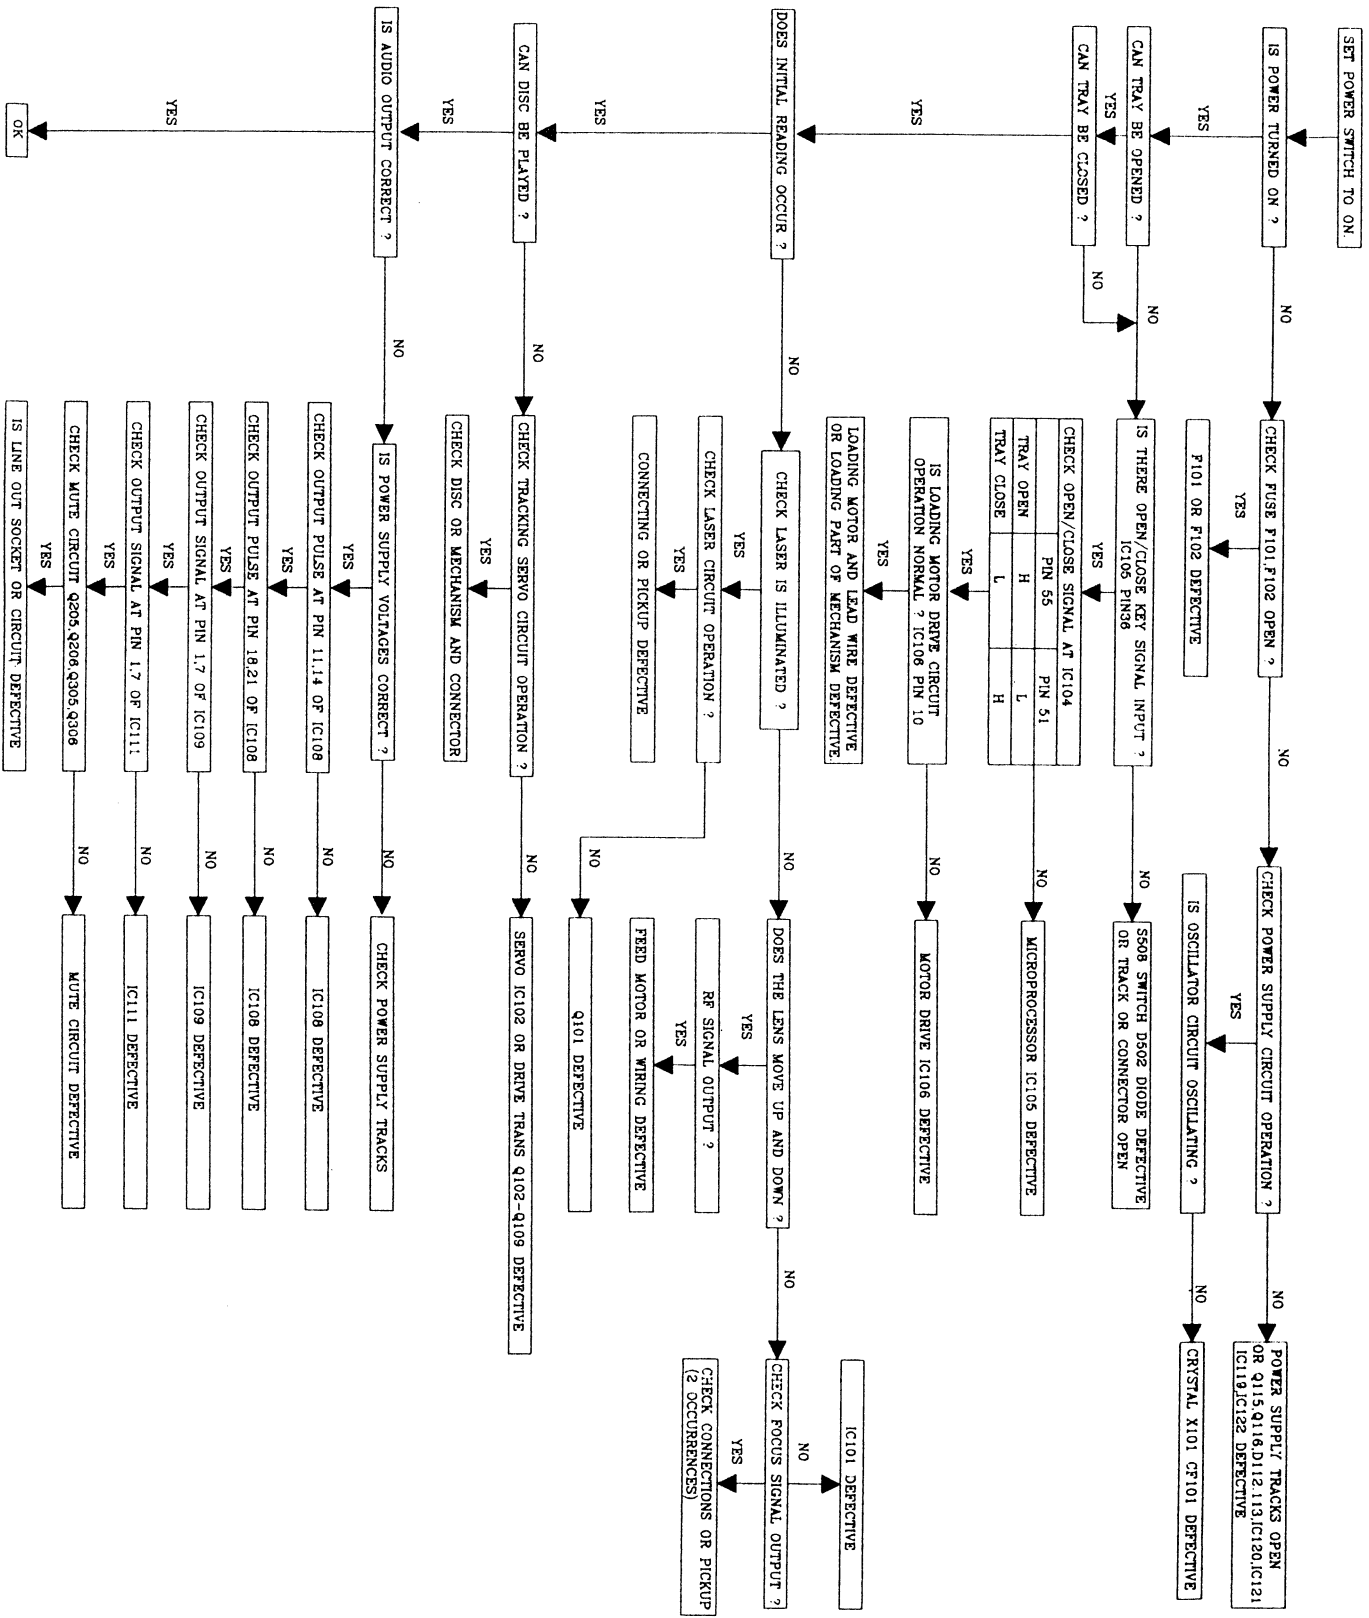 SET POWER SWITCH TO ON.
IS POWER TURNED ON ?
NO
CHECK FUSE F101,F102 OPEN ?
NO
CHECK POWER SUPPLY CIRCUIT OPERATION ?
NO
POWER SUPPLY TRACKS OPEN
OR Q115,Q116,D112,113,IC120,IC121
IC119,IC122 DEFECTIVE
YES
YES
YES
F101 OR F102 DEFECTIVE
IS OSCILLATOR CIRCUIT OSCILLATING ?
NO
CRYSTAL X101 CF101 DEFECTIVE
CAN TRAY BE OPENED ?
NO
IS THERE OPEN/CLOSE KEY SIGNAL INPUT ?
IC105 PIN36
NO
S508 SWITCH D502 DIODE DEFECTIVE
OR TRACK OR CONNECTOR OPEN
YES
NO
YES
CAN TRAY BE CLOSED ?
CHECK OPEN/CLOSE SIGNAL AT IC104
PIN 55
PIN 51
TRAY OPEN
H
L
TRAY CLOSE
L
H
NO
MICROPROCESSOR IC105 DEFECTIVE
YES
YES
IS LOADING MOTOR DRIVE CIRCUIT
OPERATION NORMAL ? IC106 PIN 10
NO
MOTOR DRIVE IC106 DEFECTIVE
YES
LOADING MOTOR AND LEAD WIRE DEFECTIVE
OR LOADING PART OF MECHANISM DEFECTIVE.
IC101 DEFECTIVE
NO
DOES INITIAL READING OCCUR ?
NO
CHECK LASER IS ILLUMINATED ?
NO
DOES THE LENS MOVE UP AND DOWN ?
NO
CHECK FOCUS SIGNAL OUTPUT ?
YES
YES
YES
CHECK LASER CIRCUIT OPERATION ?
RF SIGNAL OUTPUT ?
CHECK CONNECTIONS OR PICKUP
(2 OCCURRENCES)
YES
YES
CONNECTING OR PICKUP DEFECTIVE
FEED MOTOR OR WIRING DEFECTIVE
NO
Q101 DEFECTIVE
YES
CAN DISC BE PLAYED ?
NO
CHECK TRACKING SERVO CIRCUIT OPERATION ?
NO
SERVO IC102 OR DRIVE TRANS Q102-Q109 DEFECTIVE
YES
CHECK DISC OR MECHANISM AND CONNECTOR
YES
IS AUDIO OUTPUT CORRECT ?
NO
IS POWER SUPPLY VOLTAGES CORRECT ?
NO
CHECK POWER SUPPLY TRACKS
YES
CHECK OUTPUT PULSE AT PIN 11,14 OF IC108
NO
IC108 DEFECTIVE
YES
CHECK OUTPUT PULSE AT PIN 18,21 OF IC108
NO
IC108 DEFECTIVE
YES
CHECK OUTPUT SIGNAL AT PIN 1,7 OF IC109
NO
IC109 DEFECTIVE
YES
CHECK OUTPUT SIGNAL AT PIN 1,7 OF IC111
NO
IC111 DEFECTIVE
YES
CHECK MUTE CIRCUIT Q205,Q206,Q305,Q306
NO
MUTE CIRCUIT DEFECTIVE
YES
IS LINE OUT SOCKET OR CIRCUIT DEFECTIVE
YES
OK